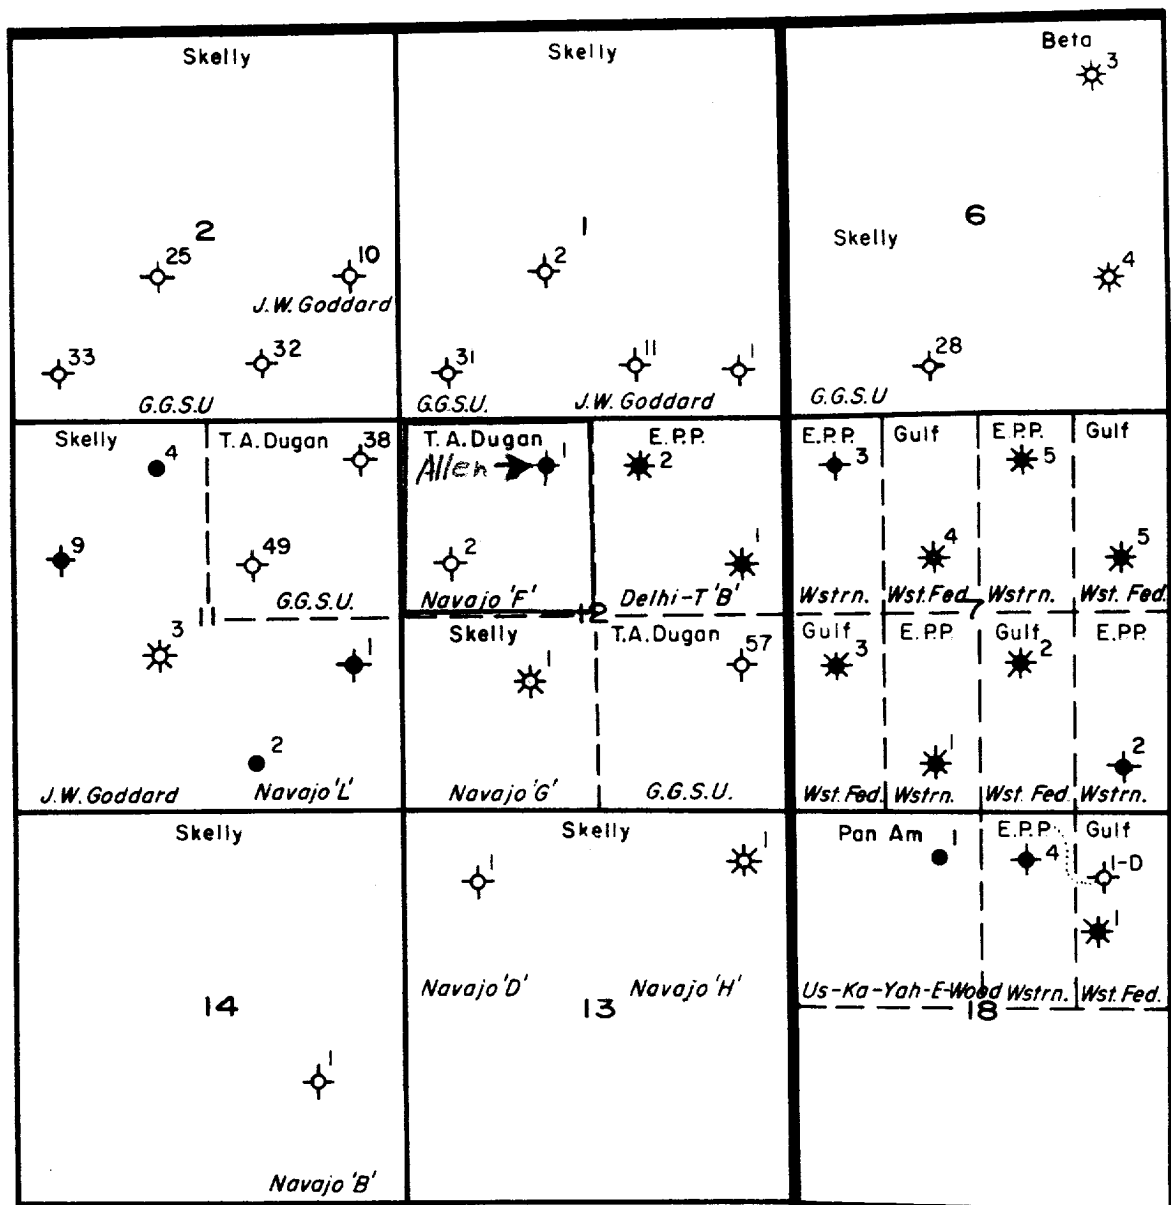 Skelly
2
25
10
J.W. Goddard
33
32
G.G.S.U
Skelly
1
2
31
11
1
G.G.S.U.
J.W. Goddard
Beta
3
6
Skelly
4
28
G.G.S.U
Skelly
4
T.A. Dugan
38
9
49
G.G.S.U.
11
3
1
2
J.W. Goddard
Navajo 'L'
T.A. Dugan
Allen
1
E.P.P.
2
2
1
Navajo 'F'
12
Delhi-T 'B'
Skelly
1
T.A. Dugan
57
Navajo 'G'
G.G.S.U.
E.P.P.
3
Gulf
E.P.P.
5
Gulf
4
5
Wstrn.
Wst. Fed.
7
Wstrn.
Wst. Fed.
Gulf
3
E.P.P.
Gulf
2
E.P.P.
1
2
Wst. Fed.
Wstrn.
Wst. Fed.
Wstrn.
Skelly
14
1
Navajo 'B'
Skelly
1
1
Navajo 'D'
Navajo 'H'
13
Pan Am
1
E.P.P.
4
Gulf
1-D
1
Us-Ka-Yah-E-Wood
Wstrn.
Wst. Fed.
18